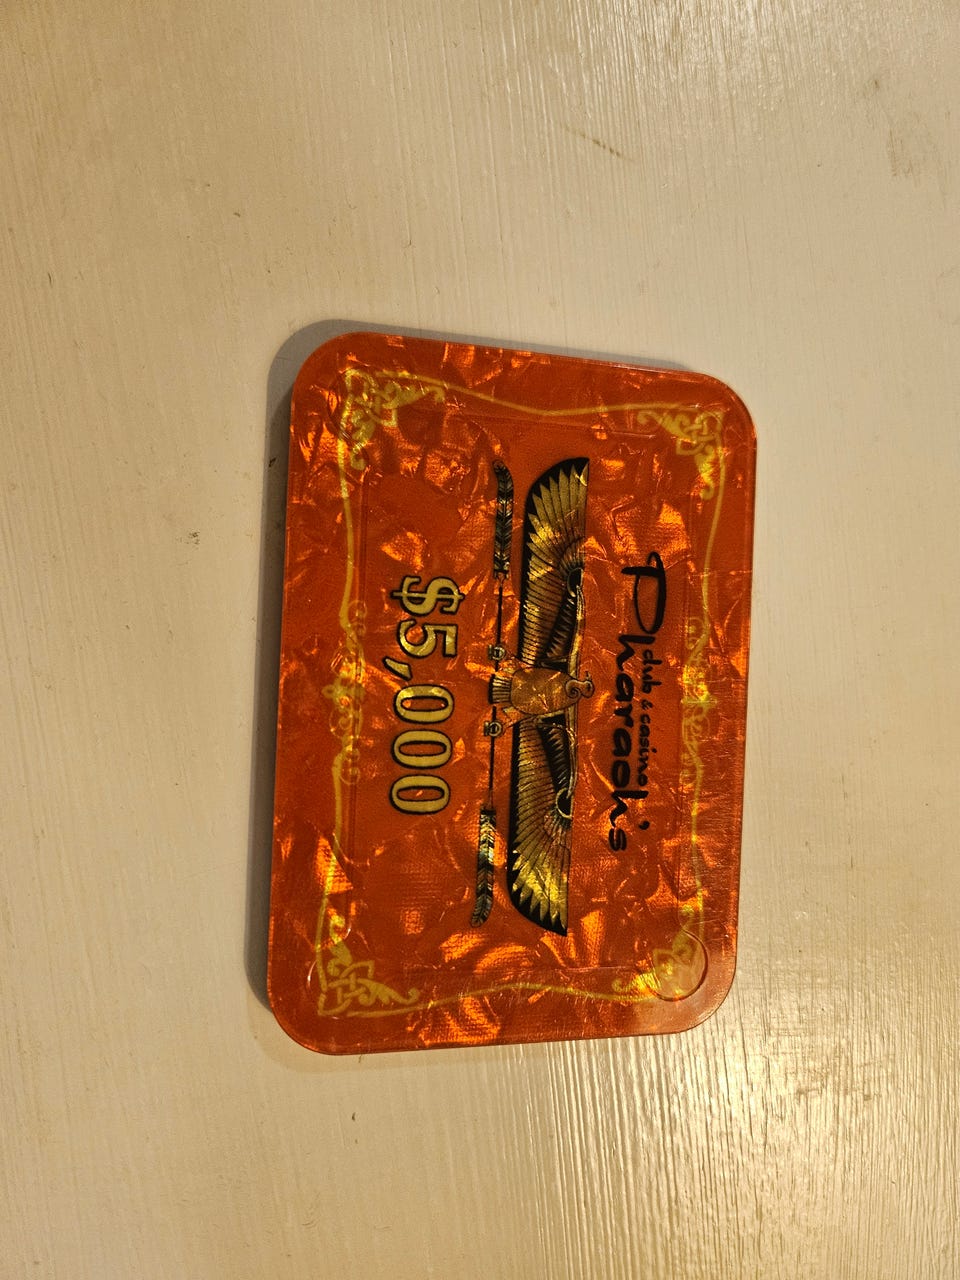 Pharaoh's
club & casino
$5,000